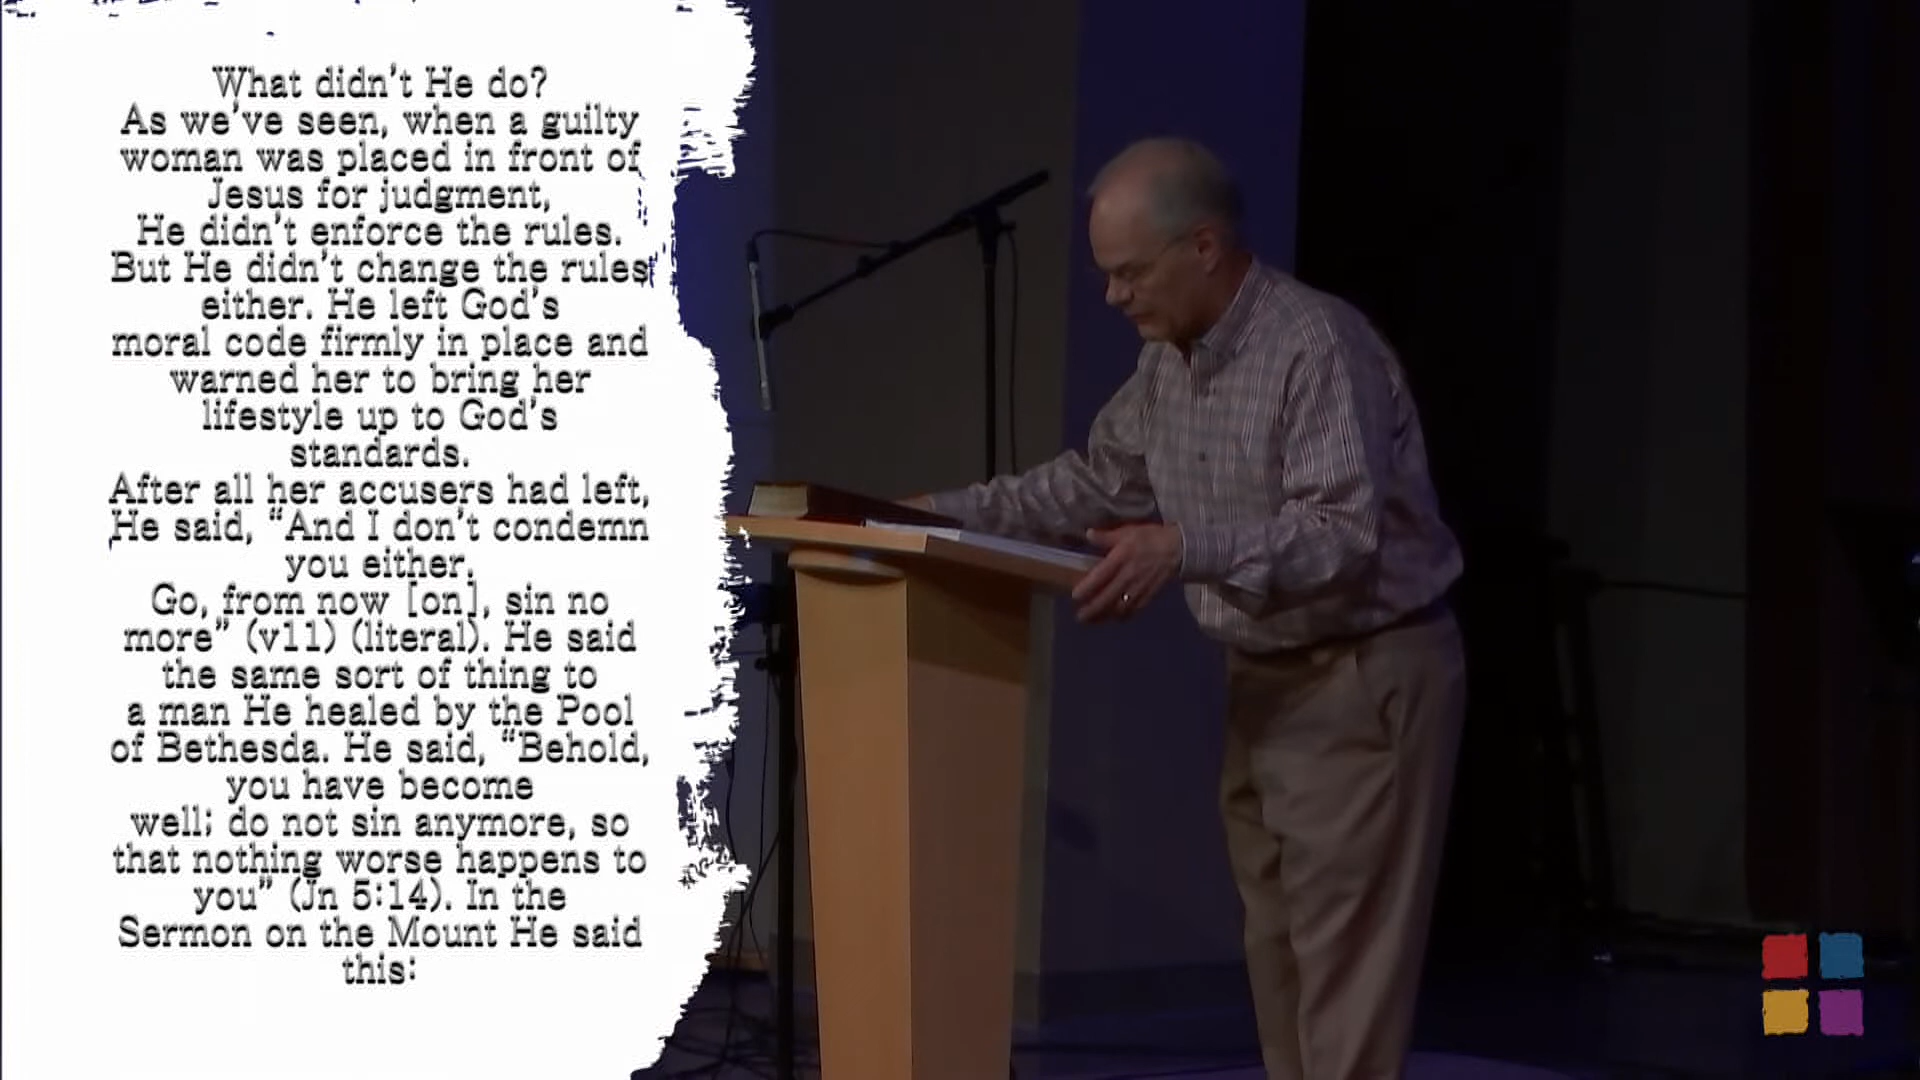 What didn't He do?
As we've seen, when a guilty
woman was placed in front of
Jesus for judgment,
He didn't enforce the rules.
But He didn't change the rules
either. He left God's
moral code firmly in place and
warned her to bring her
lifestyle up to God's
standards.
After all her accusers had left,
He said, “And I don't condemn
you either.
Go, from now [on], sin no
more” (v11) (literal). He said
the same sort of thing to
a man He healed by the Pool
of Bethesda. He said, “Behold,
you have become
well; do not sin anymore, so
that nothing worse happens to
you” (Jn 5:14). In the
Sermon on the Mount He said
this: